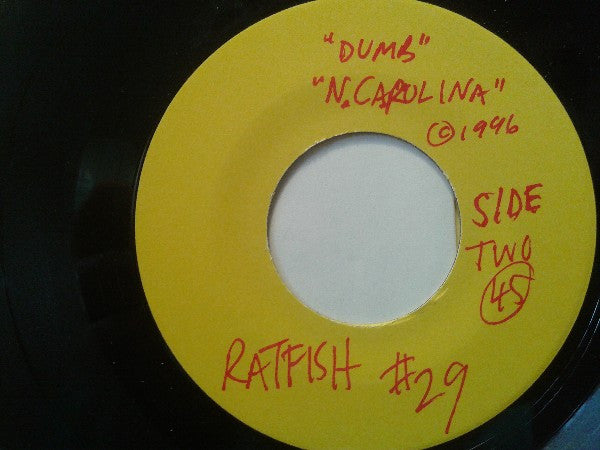 "DUMB"
"N. CAROLINA"
©1996
SIDE
TWO
45
RATFISH #29